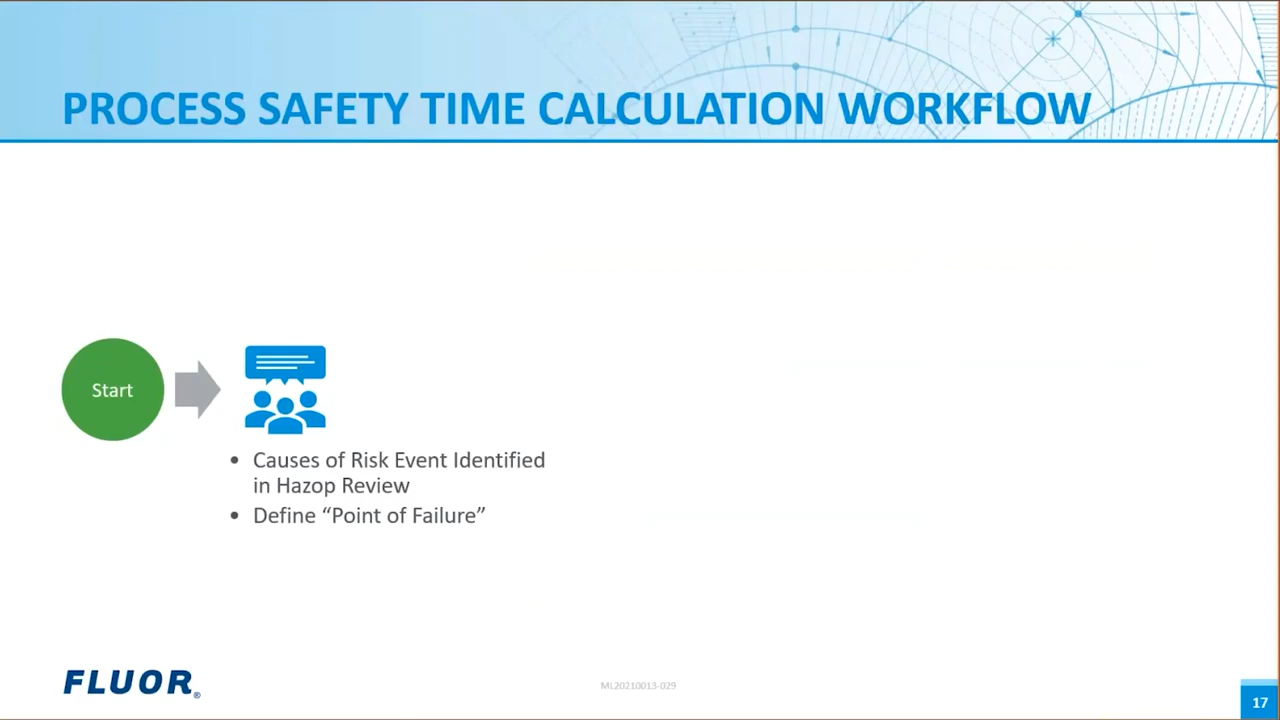 PROCESS SAFETY TIME CALCULATION WORKFLOW
Start
• Causes of Risk Event Identified
in Hazop Review
• Define “Point of Failure”
FLUOR®
ML20210013-029
17